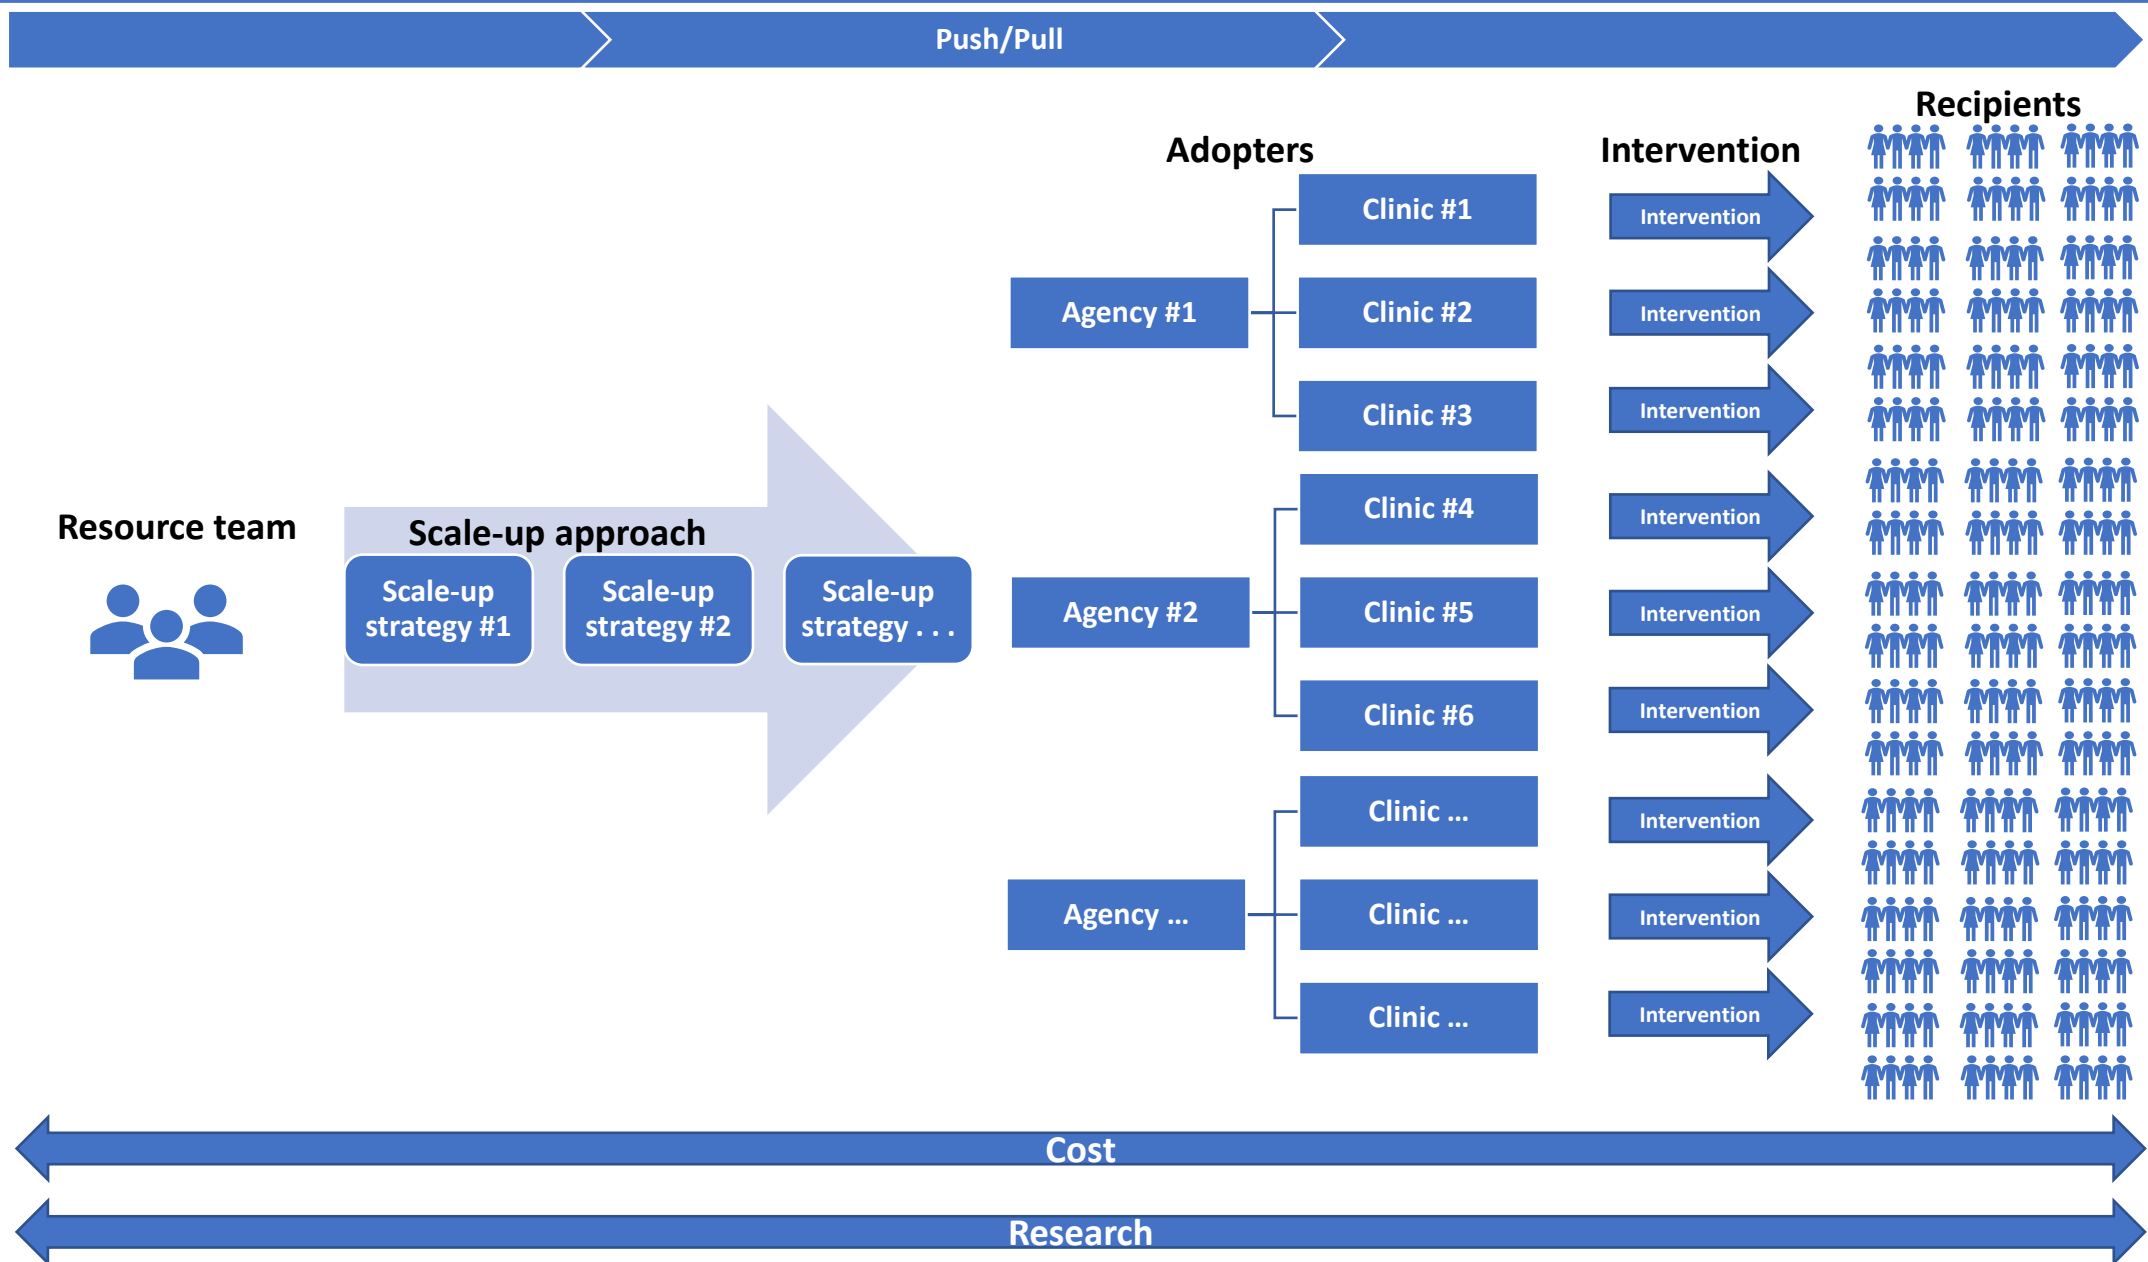 Push/Pull
Recipients
Adopters
Intervention
Clinic #1
Intervention
Agency #1
Clinic #2
Intervention
Clinic #3
Intervention
Resource team
Scale-up approach
Scale-up
strategy #1
Scale-up
strategy #2
Scale-up
strategy . . .
Clinic #4
Intervention
Agency #2
Clinic #5
Intervention
Clinic #6
Intervention
Clinic ...
Intervention
Agency ...
Clinic ...
Intervention
Clinic ...
Intervention
Cost
Research